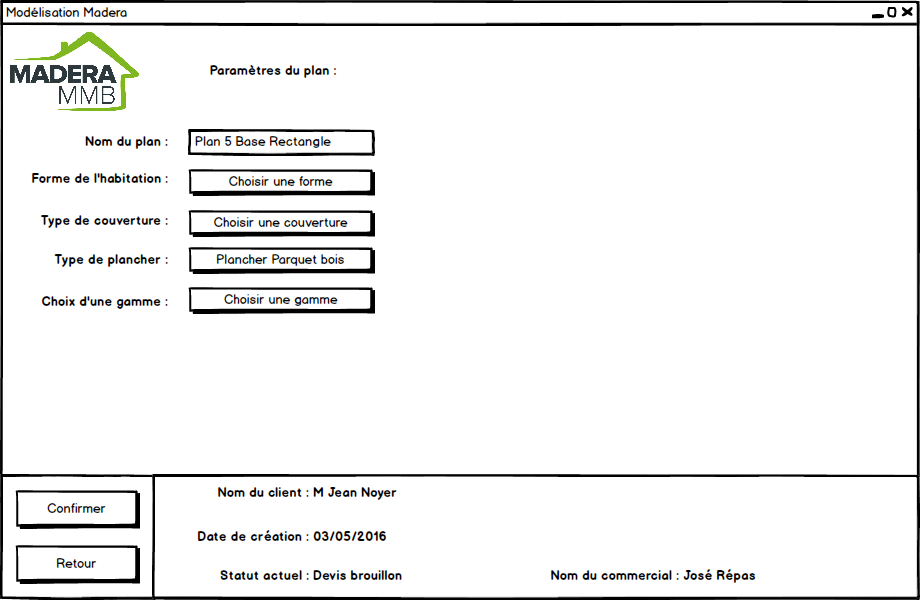 Modélisation Madera
MADERA
MMB
Paramètres du plan :
Nom du plan : Plan 5 Base Rectangle
Forme de l'habitation : Choisir une forme
Type de couverture : Choisir une couverture
Type de plancher : Plancher Parquet bois
Choix d'une gamme : Choisir une gamme
Confirmer
Retour
Nom du client : M Jean Noyer
Date de création : 03/05/2016
Statut actuel : Devis brouillon
Nom du commercial : José Répas